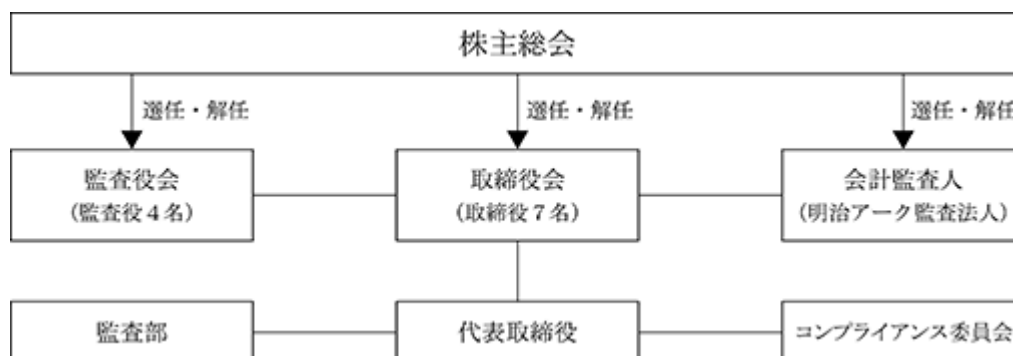 株主総会
選任・解任
選任・解任
選任・解任
監査役会
(監査役4名)
取締役会
(取締役7名)
会計監査人
(明治アーク監査法人)
監査部
代表取締役
コンプライアンス委員会